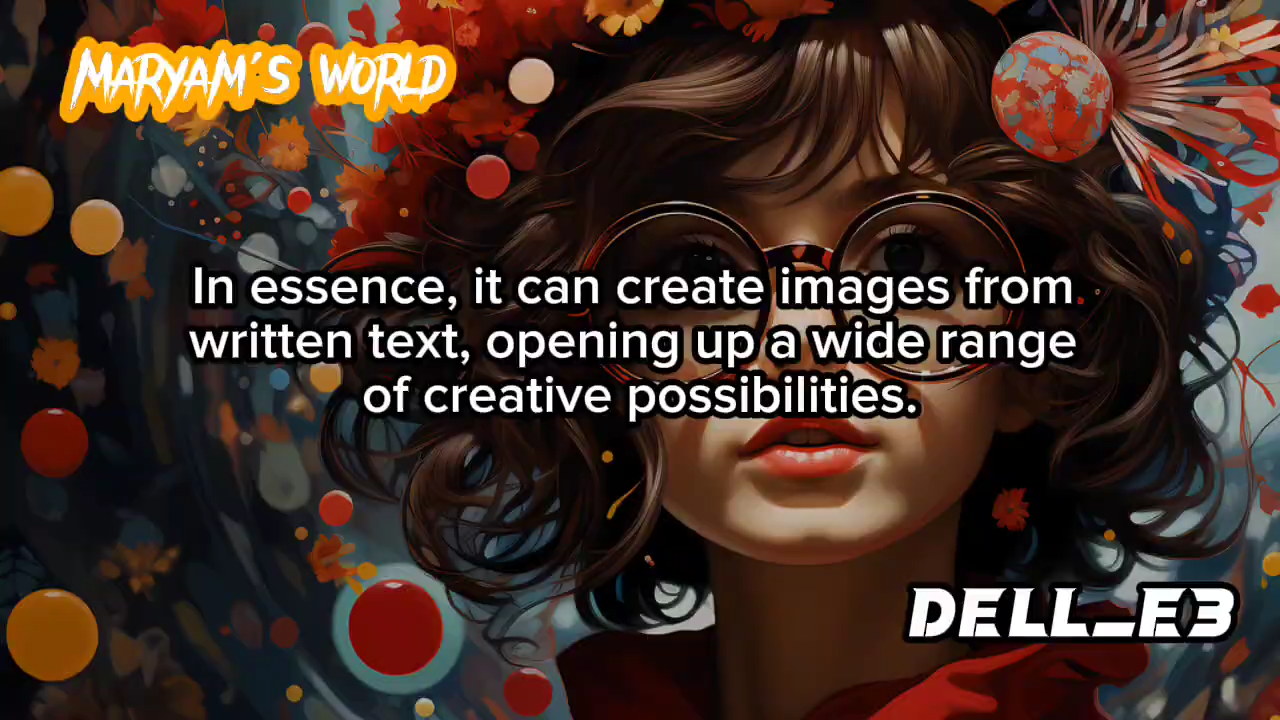 MARYAM'S WORLD
In essence, it can create images from
written text, opening up a wide range
of creative possibilities.
DELL_E3